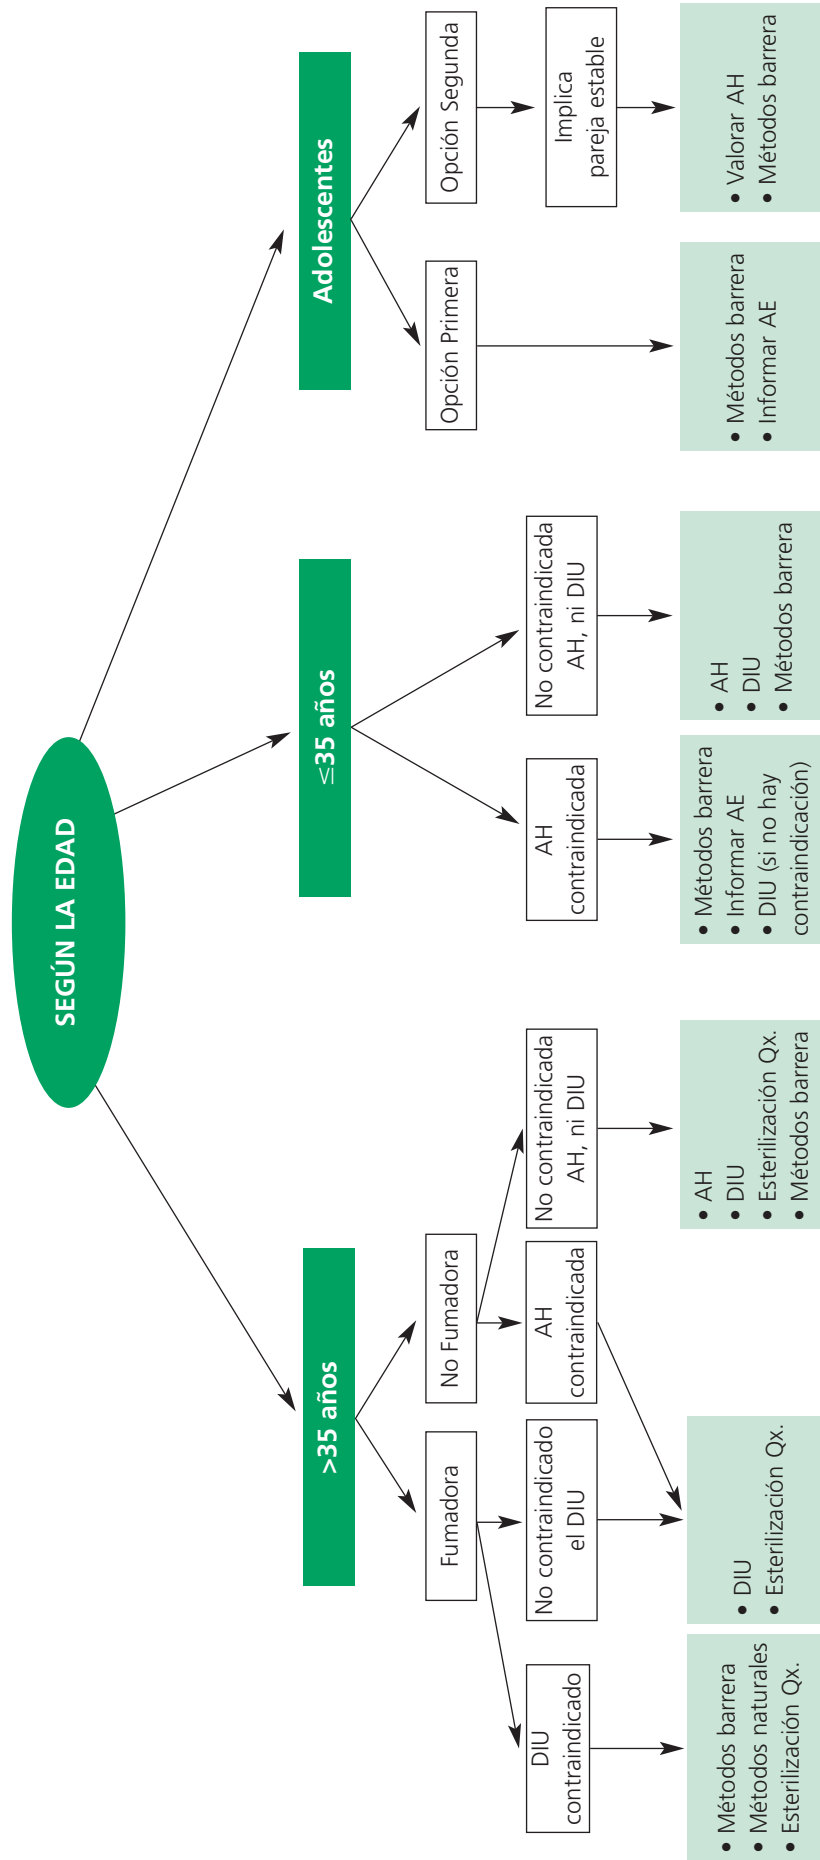 SEGÚN LA EDAD
>35 años
≤35 años
Adolescentes
Fumadora
No Fumadora
Opción Primera
Opción Segunda
DIU
contraindicado
No contraindicado
el DIU
AH
contraindicada
No contraindicada
AH, ni DIU
AH
contraindicada
No contraindicada
AH, ni DIU
Implica
pareja estable
• Métodos barrera
• Métodos naturales
• Esterilización Qx.
• DIU
• Esterilización Qx.
• AH
• DIU
• Esterilización Qx.
• Métodos barrera
• Métodos barrera
• Informar AE
• DIU (si no hay
contraindicación)
• AH
• DIU
• Métodos barrera
• Métodos barrera
• Informar AE
• Valorar AH
• Métodos barrera